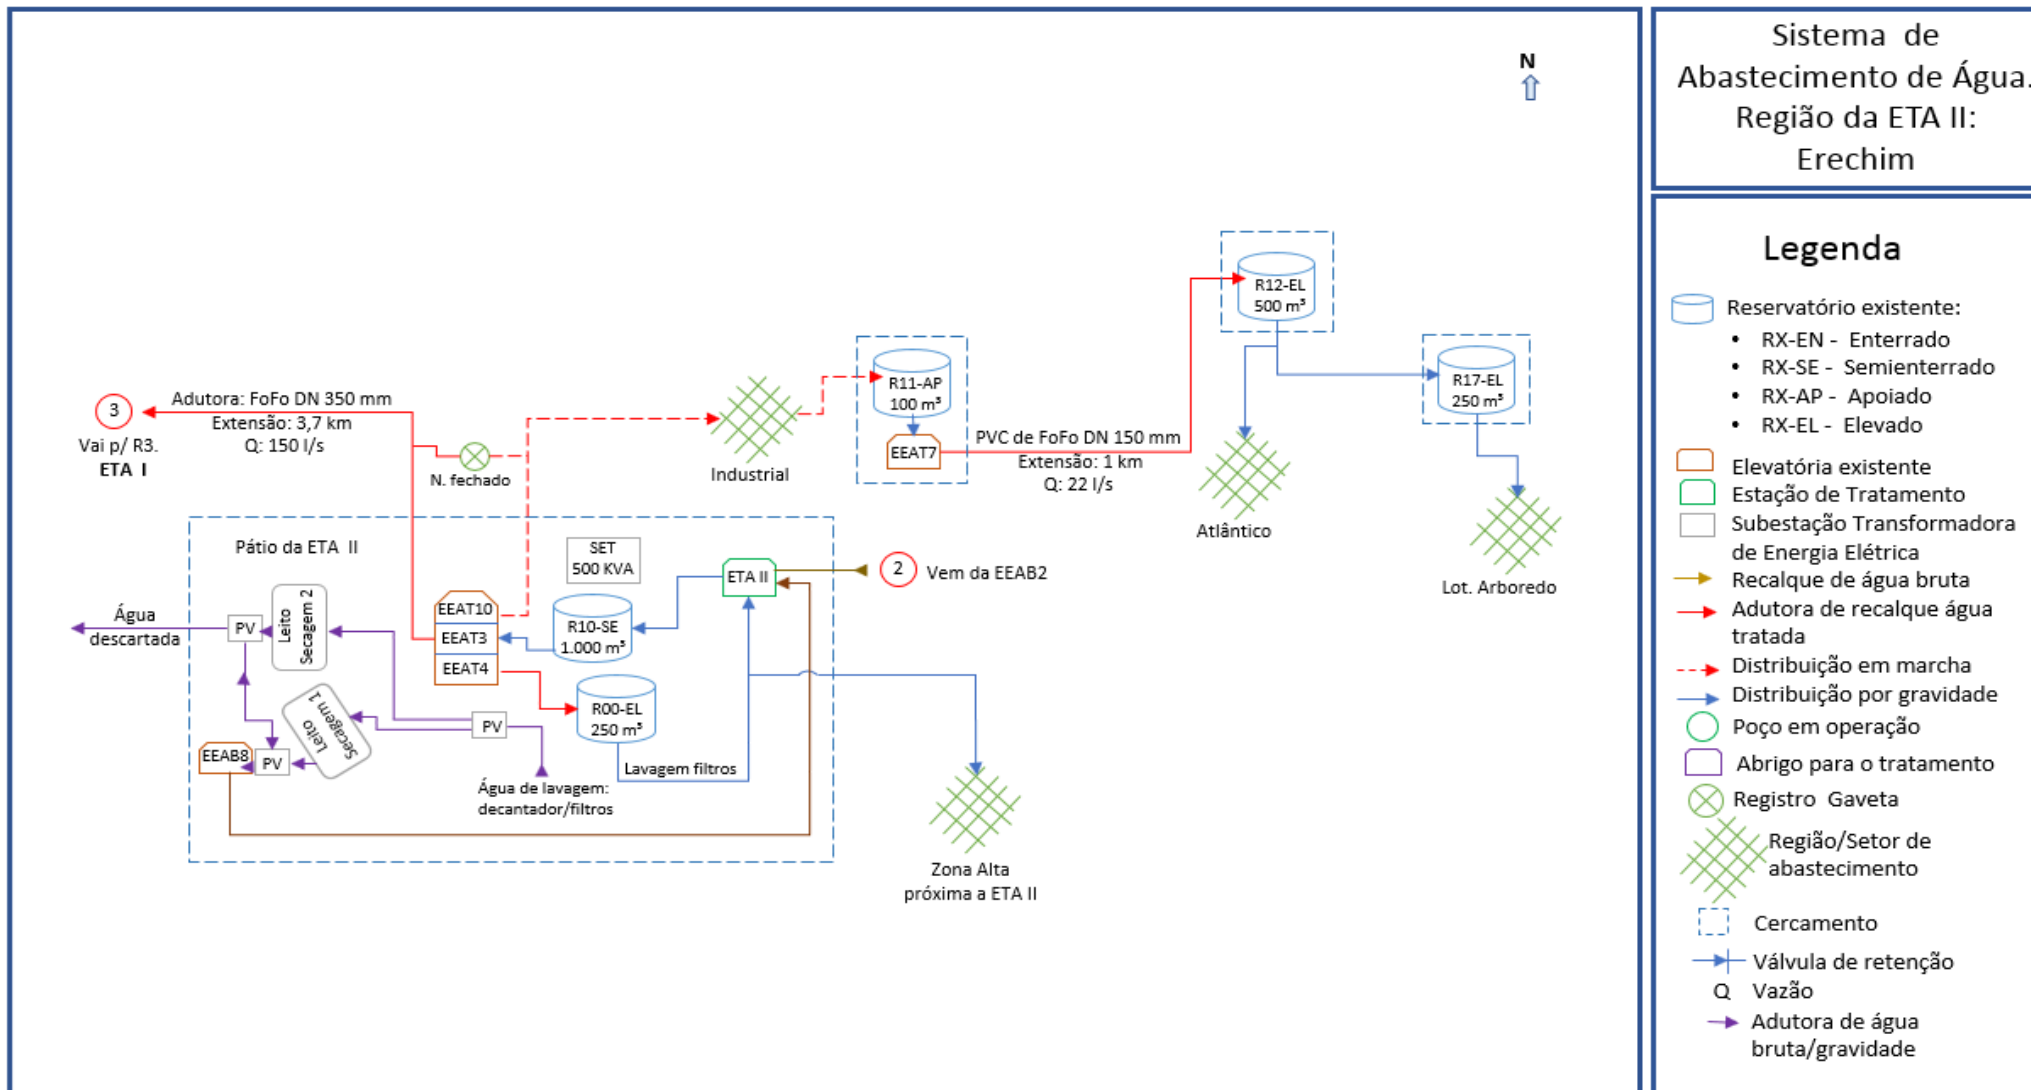 Sistema de
Abastecimento de Água.
Região da ETA II:
Erechim
N
R12-EL
500 m³
R11-AP
100 m³
R17-EL
250 m³
3
Adutora: FoFo DN 350 mm
Extensão: 3,7 km
Q: 150 l/s
Vai p/ R3.
ETA I
N. fechado
Industrial
EEAT7
PVC de FoFo DN 150 mm
Extensão: 1 km
Q: 22 l/s
Atlântico
Lot. Arboredo
Pátio da ETA II
SET
500 KVA
ETA II
2
Vem da EEAB2
EEAT10
EEAT3
EEAT4
R10-SE
1.000 m³
R00-EL
250 m³
Água
descartada
PV
Leito
Secagem 2
Leito
Secagem 1
PV
EEAB8
PV
Lavagem filtros
Água de lavagem:
decantador/filtros
Zona Alta
próxima a ETA II
Legenda
Reservatório existente:
• RX-EN - Enterrado
• RX-SE - Semienterrado
• RX-AP - Apoiado
• RX-EL - Elevado
Elevatória existente
Estação de Tratamento
Subestação Transformadora
de Energia Elétrica
Recalque de água bruta
Adutora de recalque água
tratada
Distribuição em marcha
Distribuição por gravidade
Poço em operação
Abrigo para o tratamento
Registro Gaveta
Região/Setor de
abastecimento
Cercamento
Válvula de retenção
Q Vazão
Adutora de água
bruta/gravidade